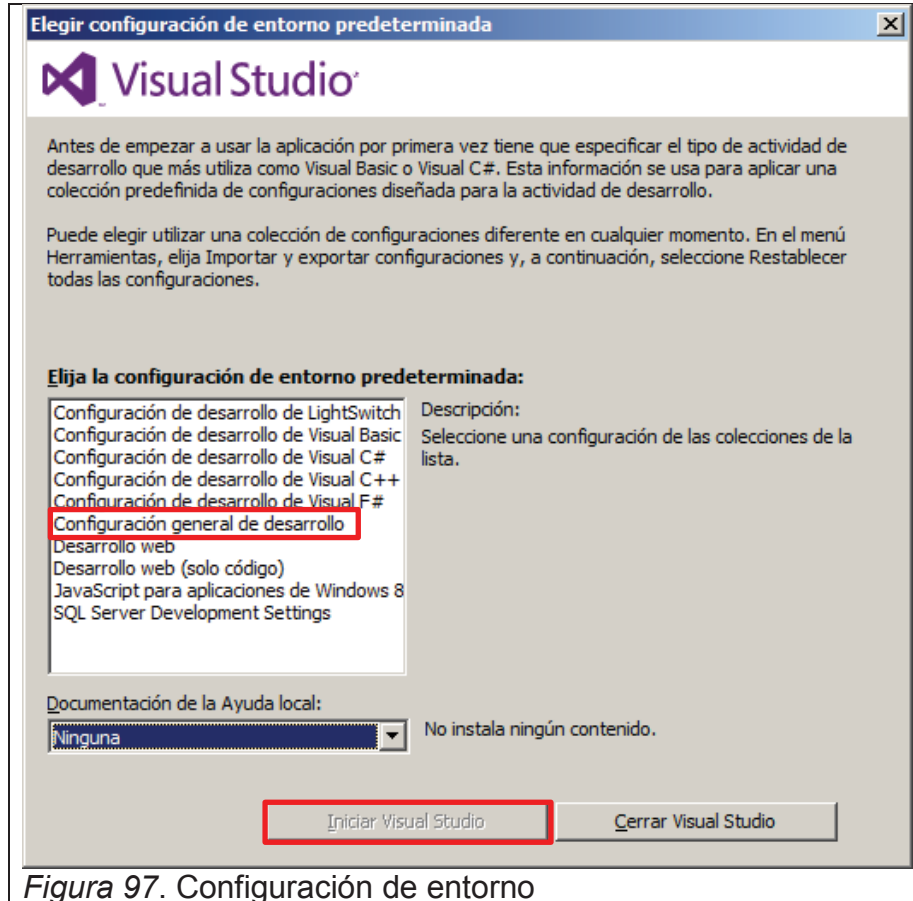 Elegir configuración de entorno predeterminada
Visual Studio
Antes de empezar a usar la aplicación por primera vez tiene que especificar el tipo de actividad de
desarrollo que más utiliza como Visual Basic o Visual C#. Esta información se usa para aplicar una
colección predefinida de configuraciones diseñada para la actividad de desarrollo.
Puede elegir utilizar una colección de configuraciones diferente en cualquier momento. En el menú
Herramientas, elija Importar y exportar configuraciones y, a continuación, seleccione Restablecer
todas las configuraciones.
Elija la configuración de entorno predeterminada:
Configuración de desarrollo de LightSwitch
Configuración de desarrollo de Visual Basic
Configuración de desarrollo de Visual C#
Configuración de desarrollo de Visual C++
Configuración de desarrollo de Visual F#
Configuración general de desarrollo
Desarrollo web
Desarrollo web (solo código)
JavaScript para aplicaciones de Windows 8
SQL Server Development Settings
Descripción:
Seleccione una configuración de las colecciones de la
lista.
Documentación de la Ayuda local:
Ninguna
No instala ningún contenido.
Iniciar Visual Studio
Cerrar Visual Studio
Figura 97. Configuración de entorno